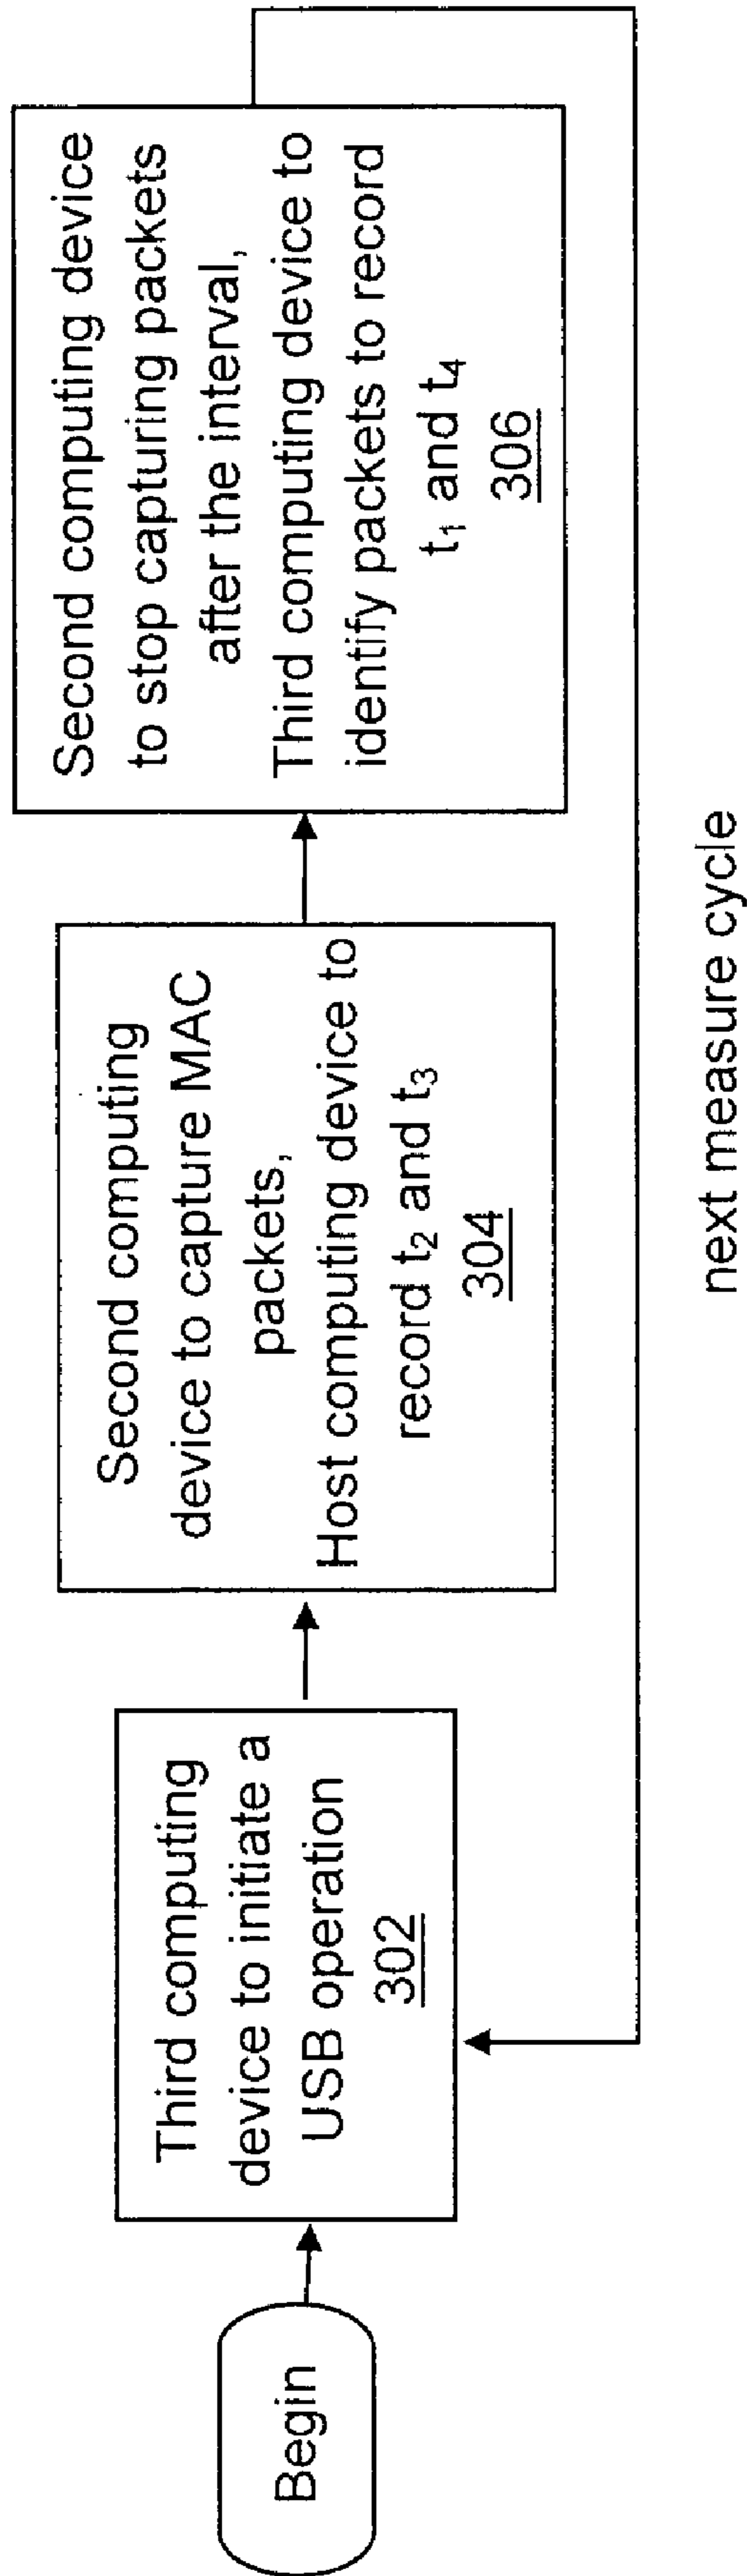 Begin
Third computing
device to initiate a
USB operation
302
Second computing
device to capture MAC
packets,
Host computing device to
record t₂ and t₃
304
Second computing device
to stop capturing packets
after the interval,
Third computing device to
identify packets to record
t₁ and t₄
306
next measure cycle